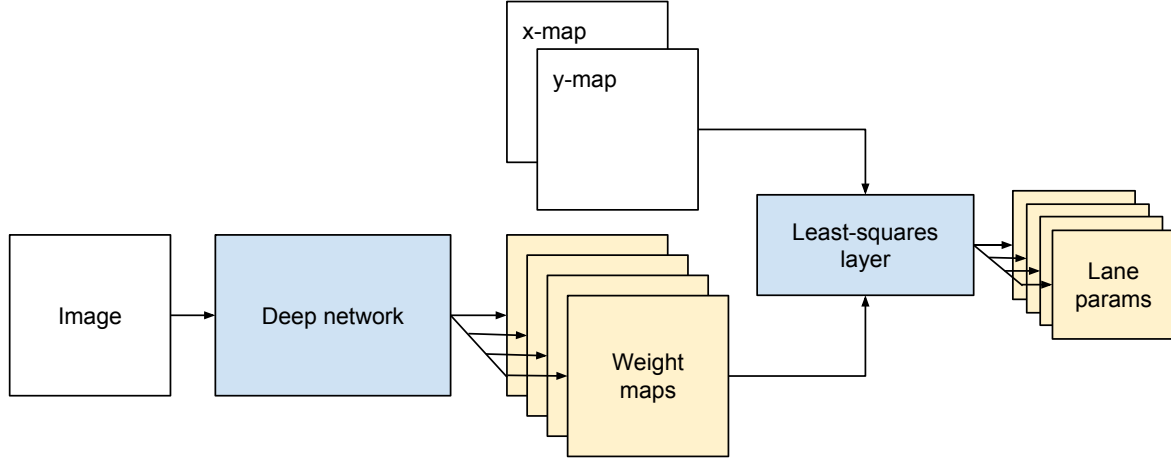 x-map
y-map
Image
Deep network
Weight
maps
Least-squares
layer
Lane
params